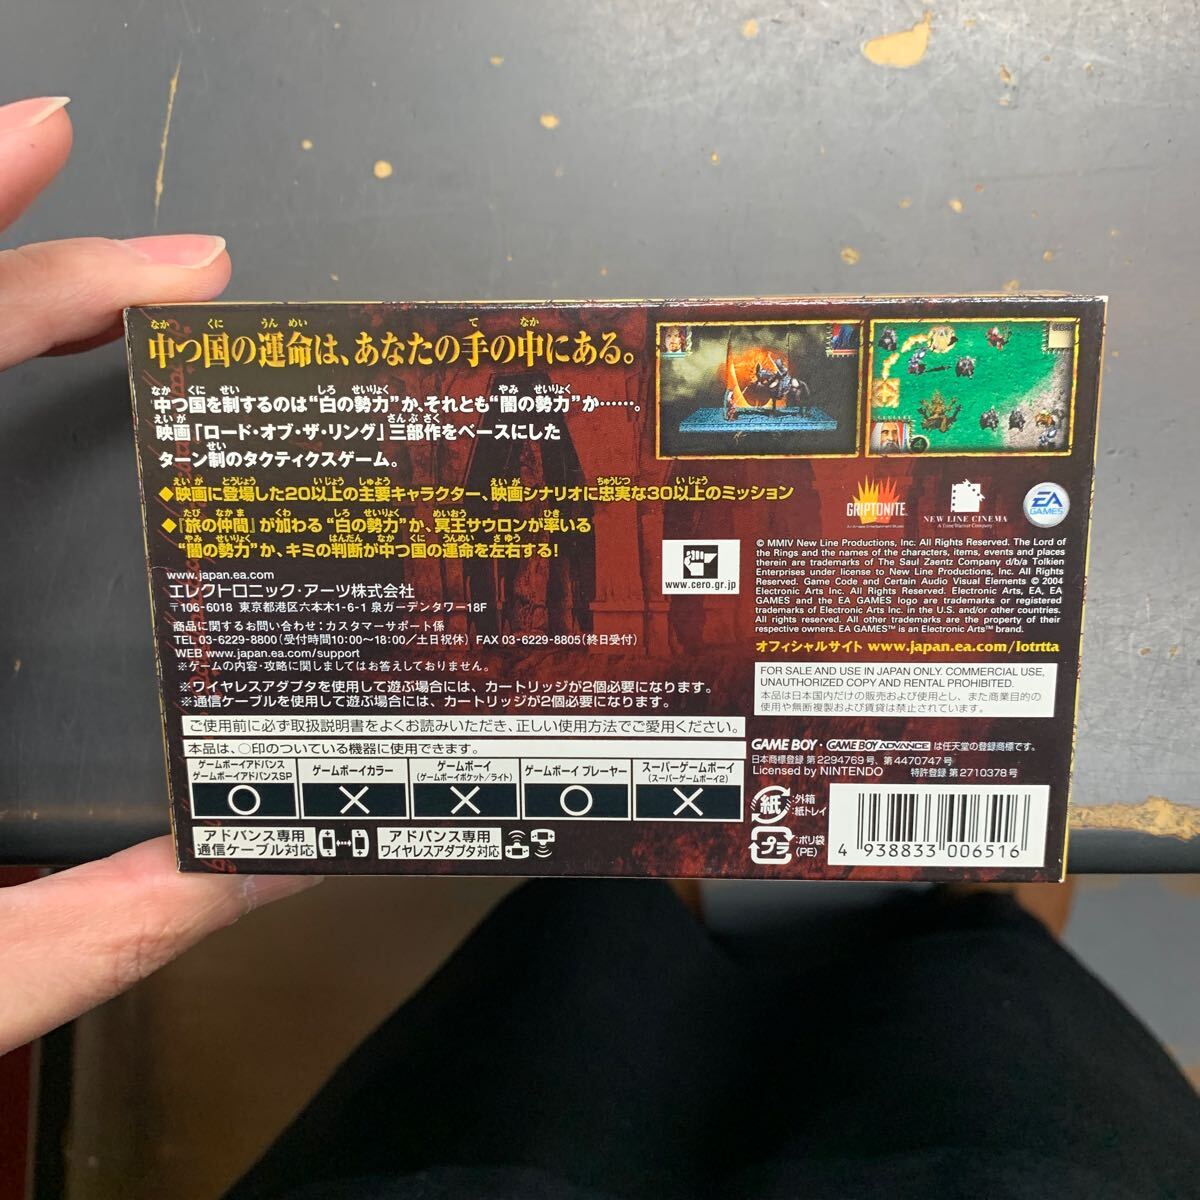 中つ国の運命は、あなたの手の中にある。
中つ国を制するのは“白の勢力”か、それとも“闇の勢力”か……。
映画「ロード・オブ・ザ・リング」三部作をベースにした
ターン制のタクティクスゲーム。
◆映画に登場した20以上の主要キャラクター、映画シナリオに忠実な30以上のミッション
◆「旅の仲間」が加わる“白の勢力”か、冥王サウロンが率いる
“闇の勢力”か、キミの判断が中つ国の運命を左右する！
www.japan.ea.com
エレクトロニック・アーツ株式会社
〒106-6018 東京都港区六本木1-6-1 泉ガーデンタワー18F
商品に関するお問い合わせ：カスタマーサポート係
TEL 03-6229-8800（受付時間10:00〜18:00／土日祝休） FAX 03-6229-8805（終日受付）
WEB www.japan.ea.com/support
※ゲームの内容・攻略に関しましてはお答えしておりません。
※ワイヤレスアダプタを使用して遊ぶ場合には、カートリッジが2個必要になります。
※通信ケーブルを使用して遊ぶ場合には、カートリッジが2個必要になります。
ご使用前に必ず取扱説明書をよくお読みいただき、正しい使用方法でご愛用ください。
本品は、○印のついている機器に使用できます。
ゲームボーイアドバンス
ゲームボーイアドバンスSP
ゲームボーイカラー
ゲームボーイ
（ゲームボーイポケット／ライト）
ゲームボーイ プレーヤー
スーパーゲームボーイ
（スーパーゲームボーイ2）
○ × × ○ ×
アドバンス専用
通信ケーブル対応
アドバンス専用
ワイヤレスアダプタ対応
www.cero.gr.jp
GRIPTONITE
NEW LINE CINEMA
A Time Warner Company
EA
GAMES
© MMIV New Line Productions, Inc. All Rights Reserved. The Lord of
the Rings and the names of the characters, items, events and places
therein are trademarks of The Saul Zaentz Company d/b/a Tolkien
Enterprises under license to New Line Productions, Inc. All Rights
Reserved. Game Code and Certain Audio Visual Elements © 2004
Electronic Arts Inc. All Rights Reserved. Electronic Arts, EA, EA
GAMES and the EA GAMES logo are trademarks or registered
trademarks of Electronic Arts Inc. in the U.S. and/or other countries.
All rights reserved. All other trademarks are the property of their
respective owners. EA GAMES™ is an Electronic Arts™ brand.
オフィシャルサイト www.japan.ea.com/lotrtta
FOR SALE AND USE IN JAPAN ONLY. COMMERCIAL USE,
UNAUTHORIZED COPY AND RENTAL PROHIBITED.
本品は日本国内だけの販売および使用とし、また商業目的の
使用や無断複製および賃貸は禁止されています。
GAME BOY・GAME BOY ADVANCE は任天堂の登録商標です。
日本商標登録 第2294769号、第4470747号
Licensed by NINTENDO 特許登録 第2710378号
紙 ：外箱
：紙トレイ
プラ ：ポリ袋
（PE）
4 938833 006516